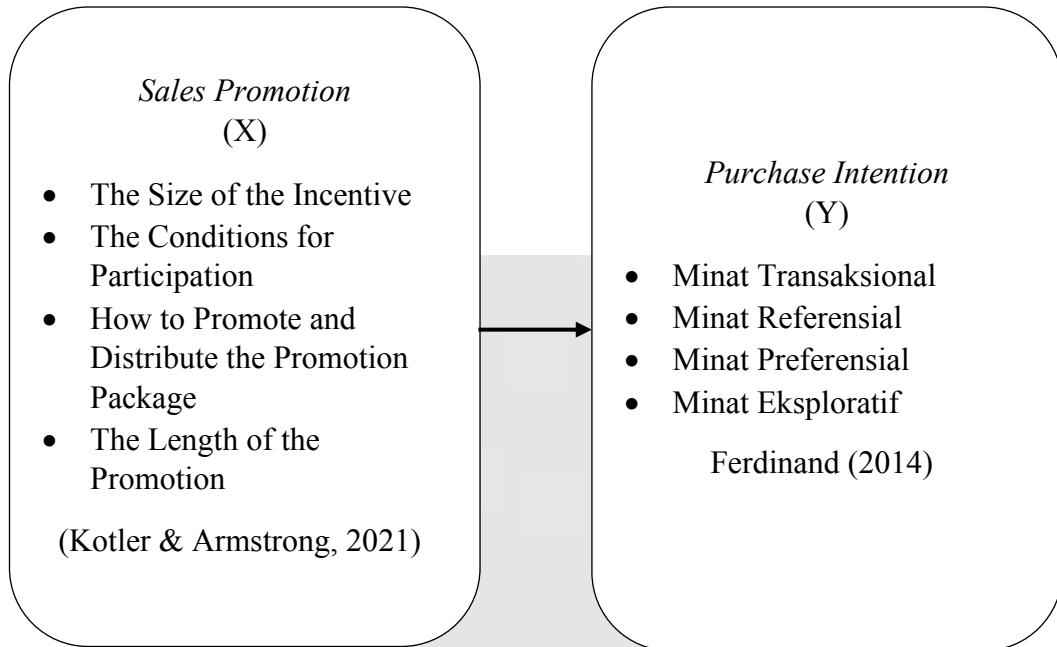 Sales Promotion
(X)
• The Size of the Incentive
• The Conditions for
Participation
• How to Promote and
Distribute the Promotion
Package
• The Length of the
Promotion
(Kotler & Armstrong, 2021)
Purchase Intention
(Y)
• Minat Transaksional
• Minat Referensial
• Minat Preferensial
• Minat Eksploratif
Ferdinand (2014)